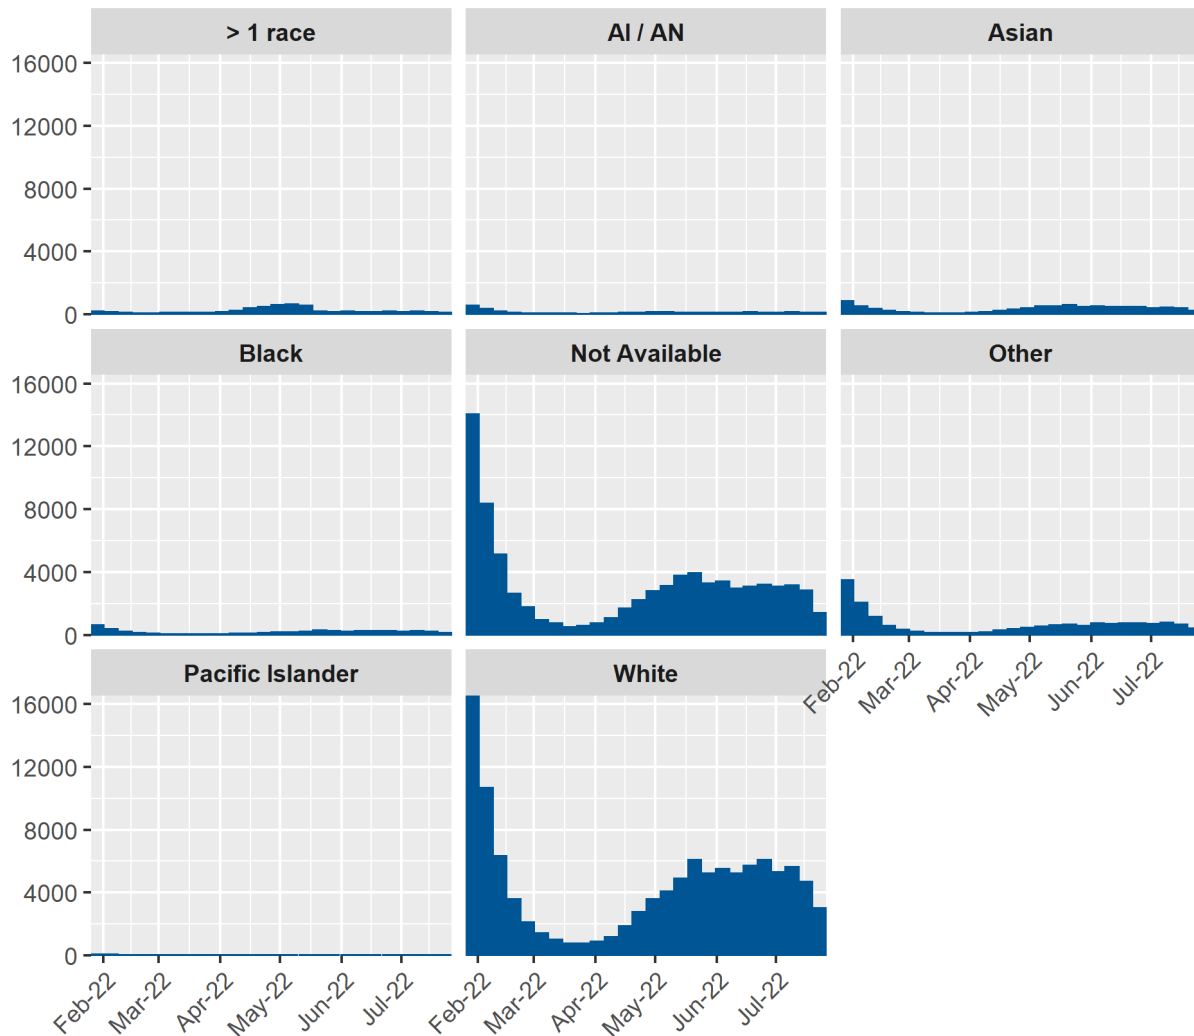 > 1 race
AI / AN
Asian
16000
12000
8000
4000
0
Black
Not Available
Other
16000
12000
8000
4000
0
Feb-22
Mar-22
Apr-22
May-22
Jun-22
Jul-22
Pacific Islander
White
16000
12000
8000
4000
0
Feb-22
Mar-22
Apr-22
May-22
Jun-22
Jul-22
Feb-22
Mar-22
Apr-22
May-22
Jun-22
Jul-22